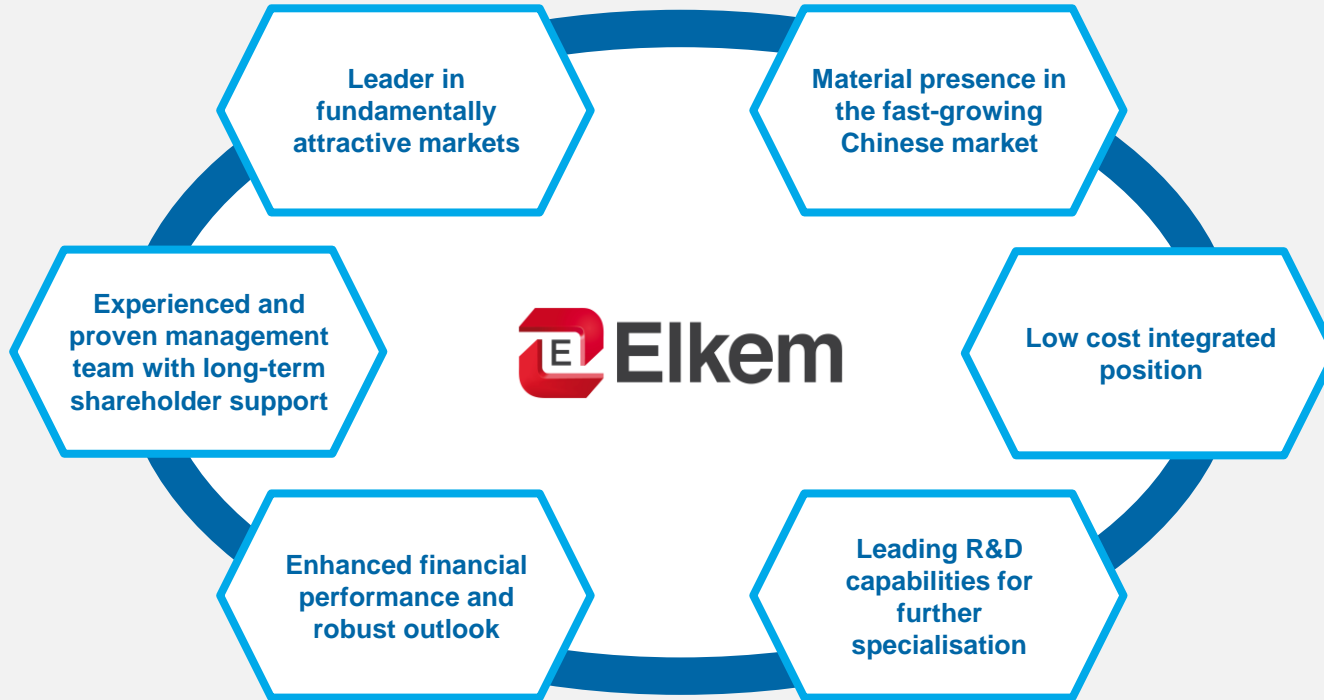 Leader in
fundamentally
attractive markets
Material presence in
the fast-growing
Chinese market
Experienced and
proven management
team with long-term
shareholder support
E Elkem
Low cost integrated
position
Enhanced financial
performance and
robust outlook
Leading R&D
capabilities for
further
specialisation